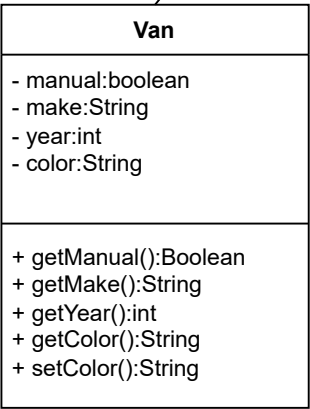 Van
- manual:boolean
- make:String
- year:int
- color:String
+ getManual():Boolean
+ getMake():String
+ getYear():int
+ getColor():String
+ setColor():String